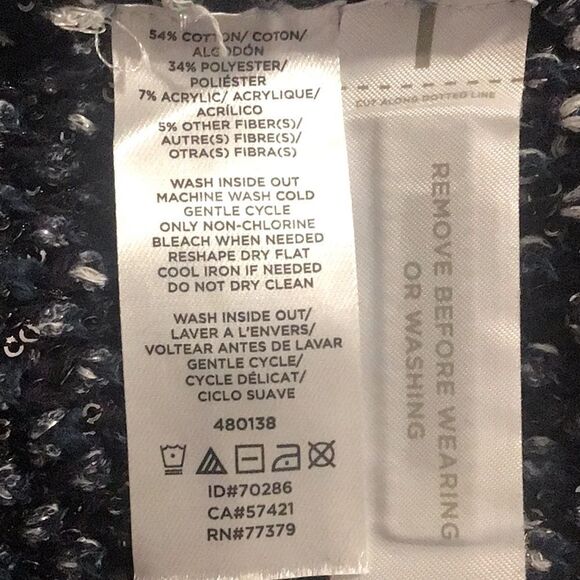 54% COTTON/ COTON/
ALGODÓN
34% POLYESTER/
POLIÉSTER
7% ACRYLIC/ ACRYLIQUE/
ACRÍLICO
5% OTHER FIBER(S)/
AUTRE(S) FIBRE(S)/
OTRA(S) FIBRA(S)
WASH INSIDE OUT
MACHINE WASH COLD
GENTLE CYCLE
ONLY NON-CHLORINE
BLEACH WHEN NEEDED
RESHAPE DRY FLAT
COOL IRON IF NEEDED
DO NOT DRY CLEAN
WASH INSIDE OUT/
LAVER A L'ENVERS/
VOLTEAR ANTES DE LAVAR
GENTLE CYCLE/
CYCLE DÉLICAT/
CICLO SUAVE
480138
ID#70286
CA#57421
RN#77379
CUT ALONG DOTTED LINE
REMOVE BEFORE WEARING
OR WASHING